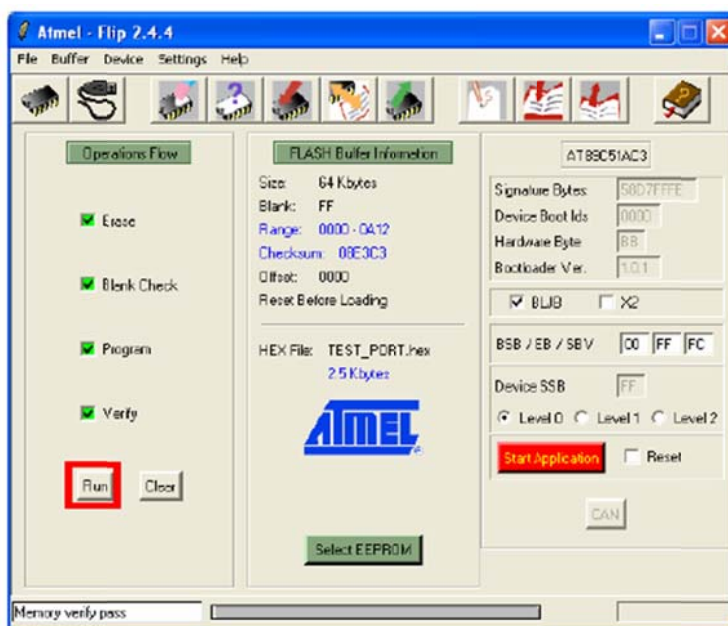 Atmel - Flip 2.4.4
File Buffer Device Settings Help
Operations Flow
Erase
Blank Check
Program
Verify
Run Clear
FLASH Buffer Information
Size: 64 Kbytes
Blank: FF
Range: 0000 - 0A12
Checksum: 08E3C3
Offset: 0000
Reset Before Loading
HEX File: TEST_PORT.hex
2.5 Kbytes
ATMEL
Select EEPROM
AT89C51AC3
Signature Bytes: 58D7FFFE
Device Boot Ids 0000
Hardware Byte BB
Bootloader Ver. 1.0.1
BLJB X2
BSB / EB / SBV 00 FF FC
Device SSB FF
Level 0 Level 1 Level 2
Start Application Reset
CAN
Memory verify pass